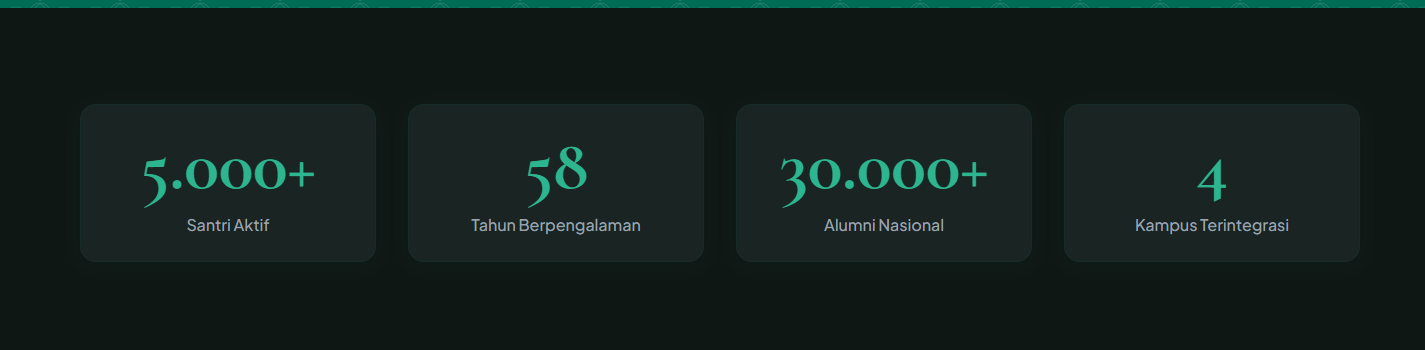 5.000+
Santri Aktif
58
Tahun Berpengalaman
30.000+
Alumni Nasional
4
Kampus Terintegrasi